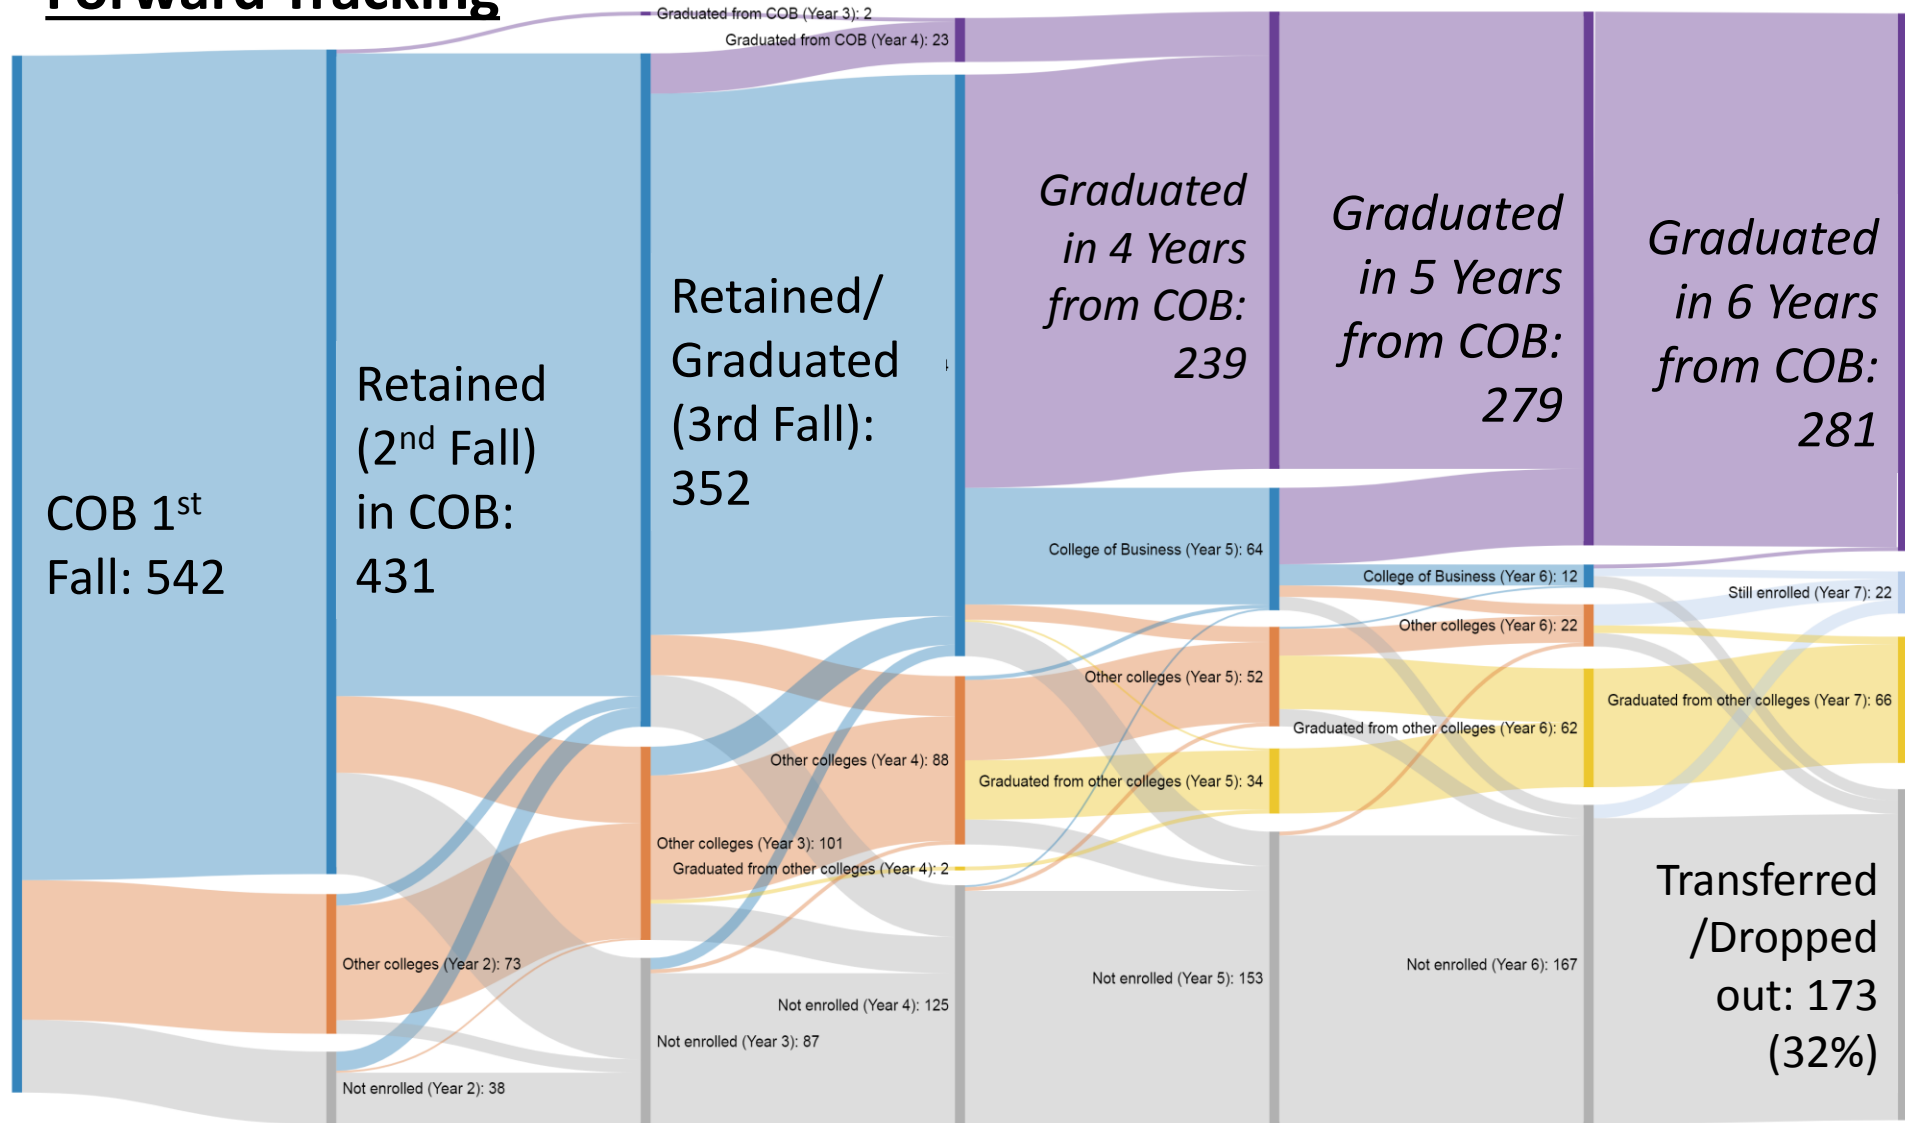 Forward Tracking
Graduated from COB (Year 3): 2
Graduated from COB (Year 4): 23
COB 1st
Fall: 542
Retained
(2nd Fall)
in COB:
431
Retained/
Graduated
(3rd Fall):
352
Graduated
in 4 Years
from COB:
239
Graduated
in 5 Years
from COB:
279
Graduated
in 6 Years
from COB:
281
College of Business (Year 5): 64
College of Business (Year 6): 12
Still enrolled (Year 7): 22
Other colleges (Year 6): 22
Other colleges (Year 5): 52
Graduated from other colleges (Year 7): 66
Graduated from other colleges (Year 6): 62
Other colleges (Year 4): 88
Graduated from other colleges (Year 5): 34
Other colleges (Year 3): 101
Graduated from other colleges (Year 4): 2
Other colleges (Year 2): 73
Not enrolled (Year 6): 167
Not enrolled (Year 5): 153
Not enrolled (Year 4): 125
Not enrolled (Year 3): 87
Not enrolled (Year 2): 38
Transferred
/Dropped
out: 173
(32%)